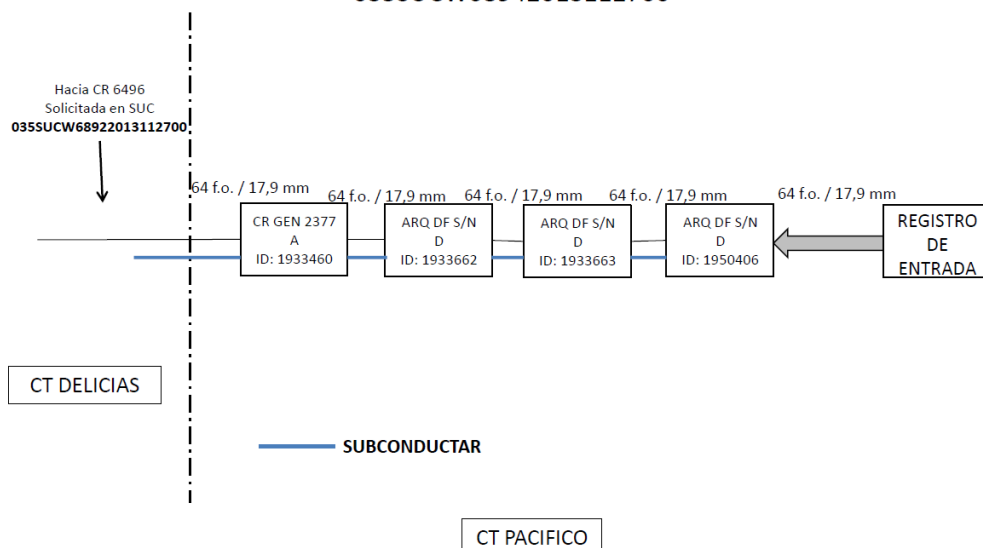 Hacia CR 6496
Solicitada en SUC
035SUCW68922013112700
64 f.o. / 17,9 mm
64 f.o. / 17,9 mm
64 f.o. / 17,9 mm
64 f.o. / 17,9 mm
64 f.o. / 17,9 mm
CR GEN 2377
A
ID: 1933460
ARQ DF S/N
D
ID: 1933662
ARQ DF S/N
D
ID: 1933663
ARQ DF S/N
D
ID: 1950406
REGISTRO
DE
ENTRADA
CT DELICIAS
SUBCONDUCTAR
CT PACIFICO